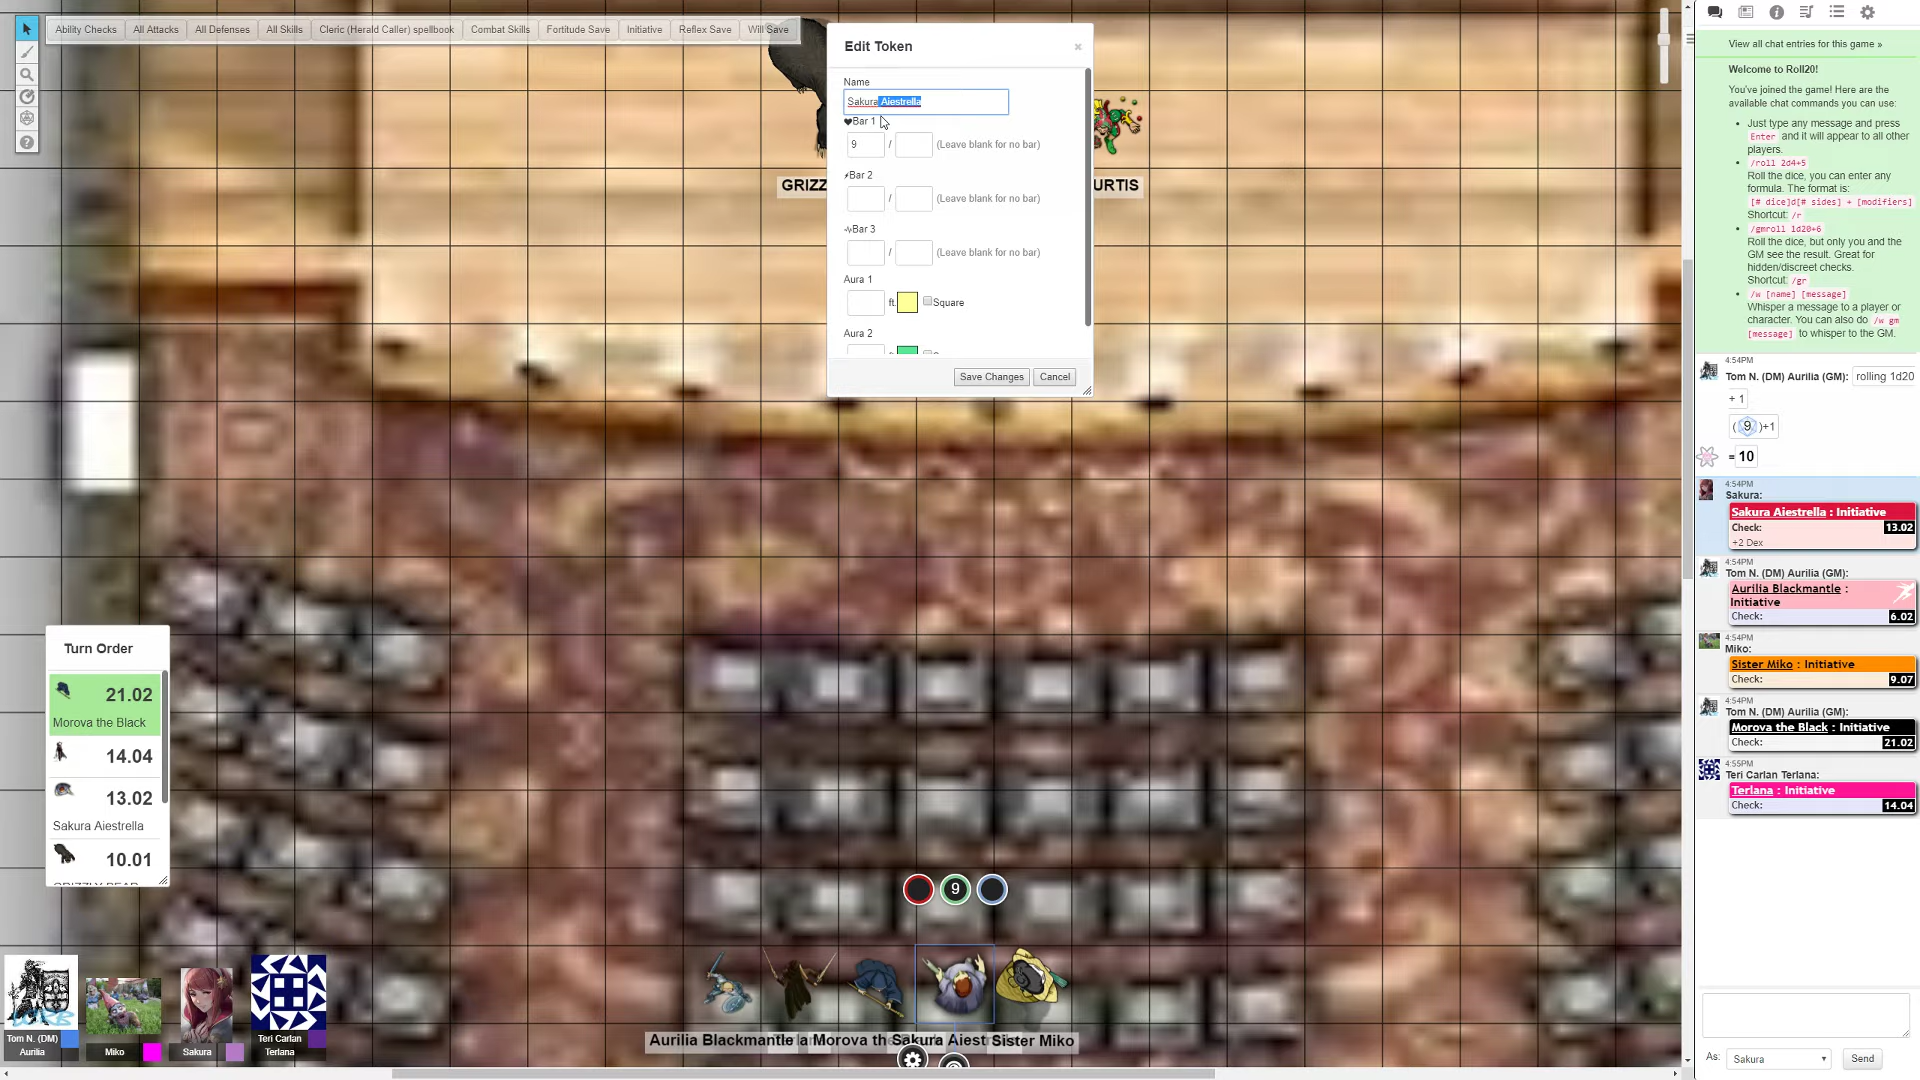 Ability Checks
All Attacks
All Defenses
All Skills
Cleric (Herald Caller) spellbook
Combat Skills
Fortitude Save
Initiative
Reflex Save
Will Save
GRIZZ
URTIS
Edit Token
×
Name
Sakura Aiestrella
Bar 1
9 / (Leave blank for no bar)
Bar 2
/ (Leave blank for no bar)
Bar 3
/ (Leave blank for no bar)
Aura 1
ft. Square
Aura 2
Save Changes
Cancel
Turn Order
21.02
Morova the Black
14.04
13.02
Sakura Aiestrella
10.01
GRIZZLY BEAR
9
Aurilia Blackmantle
Morova the
Sakura Aiest
Sister Miko
Tom N. (DM)
Aurilia
Miko
Sakura
Teri Carlan
Terlana
View all chat entries for this game »
Welcome to Roll20!
You've joined the game! Here are the
available chat commands you can use:
Just type any message and press
Enter and it will appear to all other
players.
/roll 2d4+5
Roll the dice, you can enter any
formula. The format is:
[# dice]d[# sides] + [modifiers]
Shortcut: /r
/gmroll 1d20+6
Roll the dice, but only you and the
GM see the result. Great for
hidden/discreet checks.
Shortcut: /gr
/w [name] [message]
Whisper a message to a player or
character. You can also do /w gm
[message] to whisper to the GM.
4:54PM
Tom N. (DM) Aurilia (GM): rolling 1d20
+ 1
(9)+1
= 10
4:54PM
Sakura:
Sakura Aiestrella : Initiative
Check: 13.02
+2 Dex
4:54PM
Tom N. (DM) Aurilia (GM):
Aurilia Blackmantle :
Initiative
Check: 6.02
4:54PM
Miko:
Sister Miko : Initiative
Check: 9.07
4:54PM
Tom N. (DM) Aurilia (GM):
Morova the Black : Initiative
Check: 21.02
4:55PM
Teri Carlan Terlana:
Terlana : Initiative
Check: 14.04
As: Sakura
Send